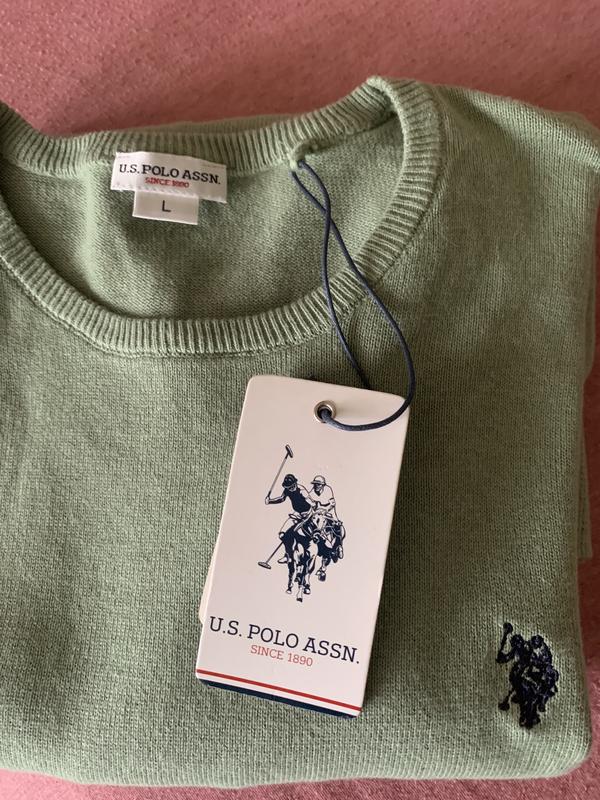 U.S. POLO ASSN.
SINCE 1890
L
U.S. POLO ASSN.
SINCE 1890